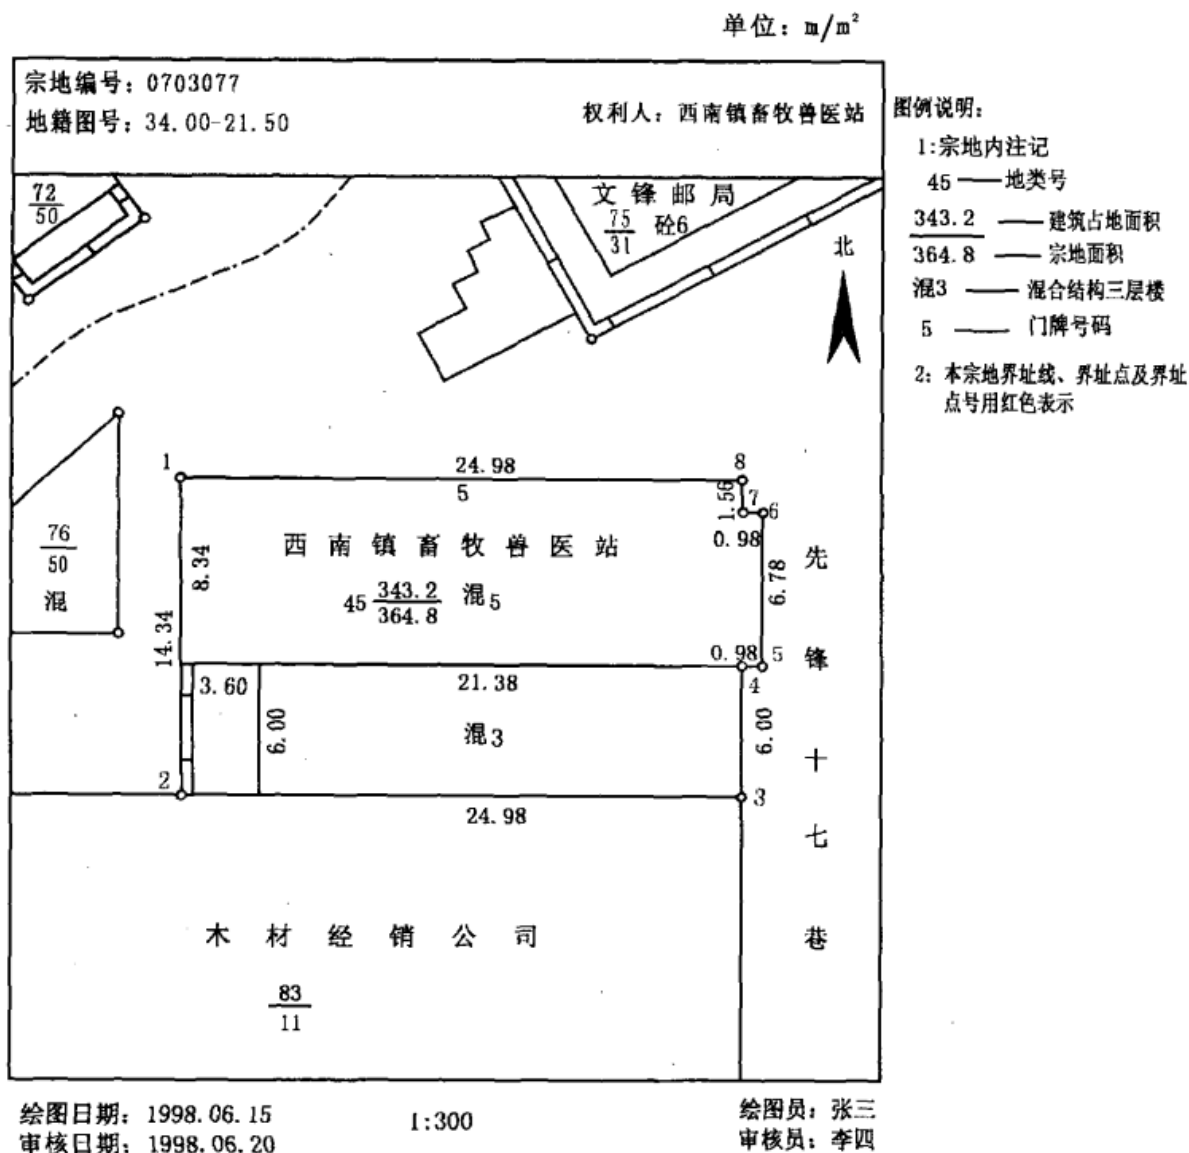 单位：m/m²
宗地编号：0703077
地籍图号：34.00-21.50
权利人：西南镇畜牧兽医站
图例说明：
1:宗地内注记
45 —— 地类号
343.2 —— 建筑占地面积
364.8 —— 宗地面积
混3 —— 混合结构三层楼
5 —— 门牌号码
2：本宗地界址线、界址点及界址
点号用红色表示
72
50
文锋邮局
75
31
砼6
北
1
24.98
8
5
1.56
7
6
0.98
76
50
混
8.34
西南镇畜牧兽医站
45 343.2
364.8
混5
6.78
14.34
0.98
5
4
3.60
21.38
6.00
混3
6.00
2
3
24.98
先锋十七巷
木材经销公司
83
11
绘图日期：1998.06.15
审核日期：1998.06.20
1:300
绘图员：张三
审核员：李四